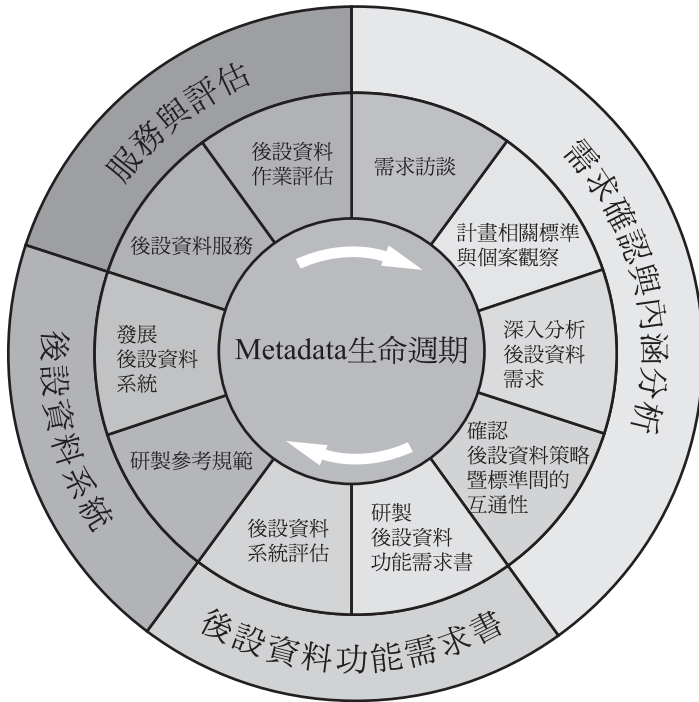 Metadata生命週期
需求確認與內涵分析
需求訪談
計畫相關標準
與個案觀察
深入分析
後設資料
需求
確認
後設資料策略
暨標準間的
互通性
後設資料功能需求書
研製
後設資料
功能需求書
後設資料
系統評估
後設資料系統
研製參考規範
發展
後設資料
系統
服務與評估
後設資料服務
後設資料
作業評估